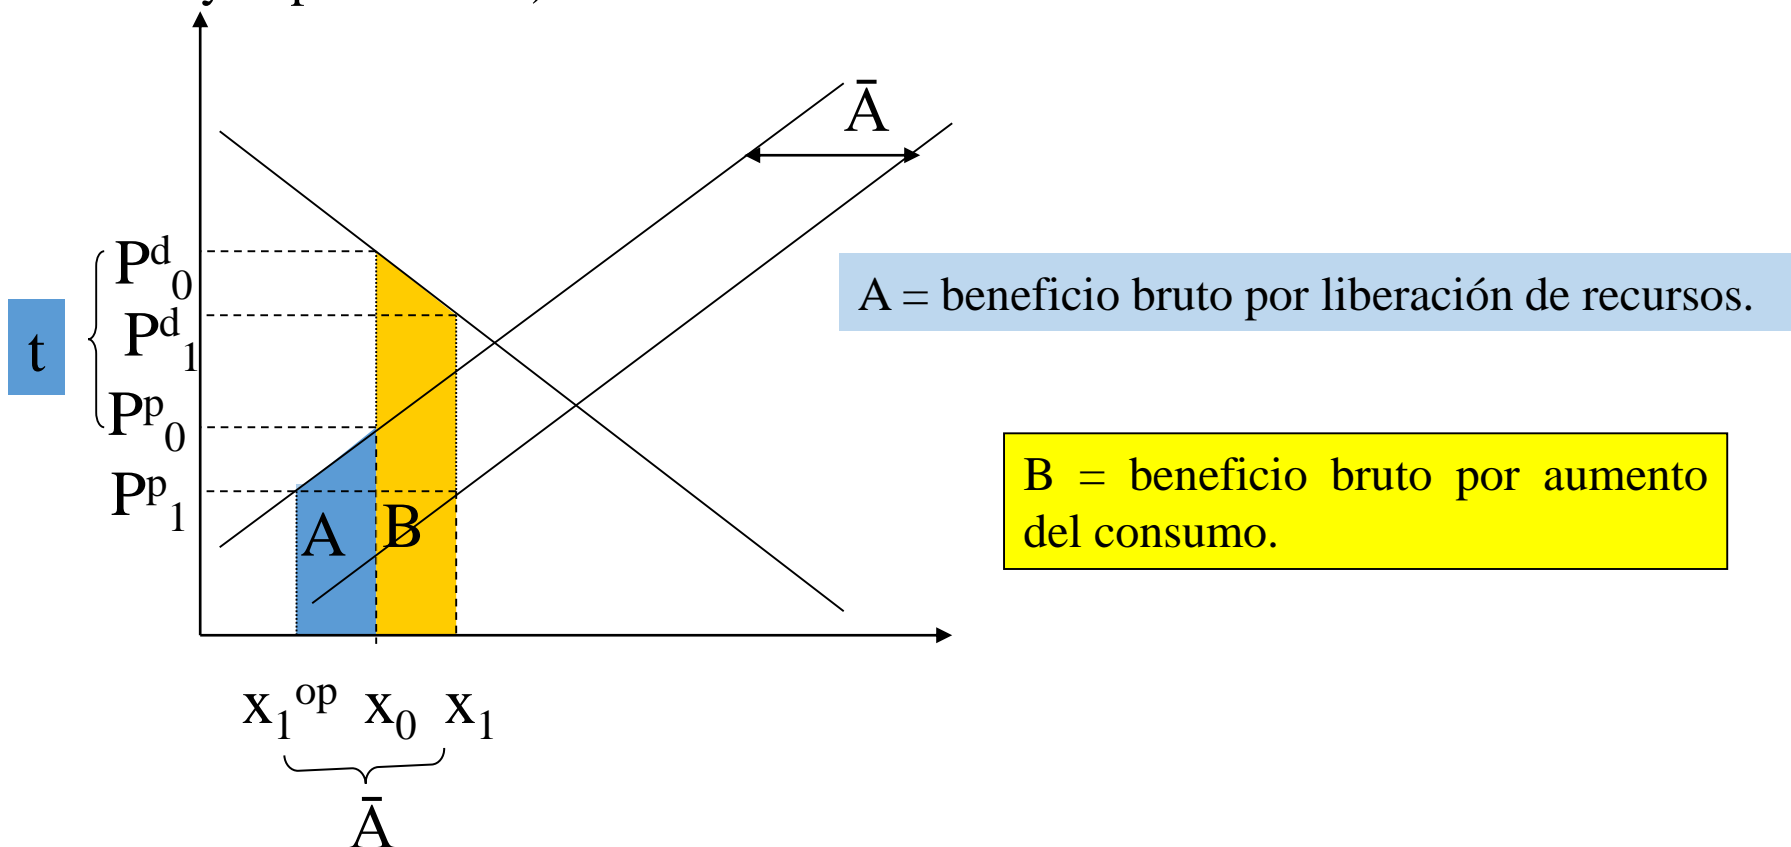 Ā
P^d_0
A = beneficio bruto por liberación de recursos.
P^d_1
t
P^p_0
B = beneficio bruto por aumento
del consumo.
P^p_1
A B
x_1^op x_0 x_1
Ā